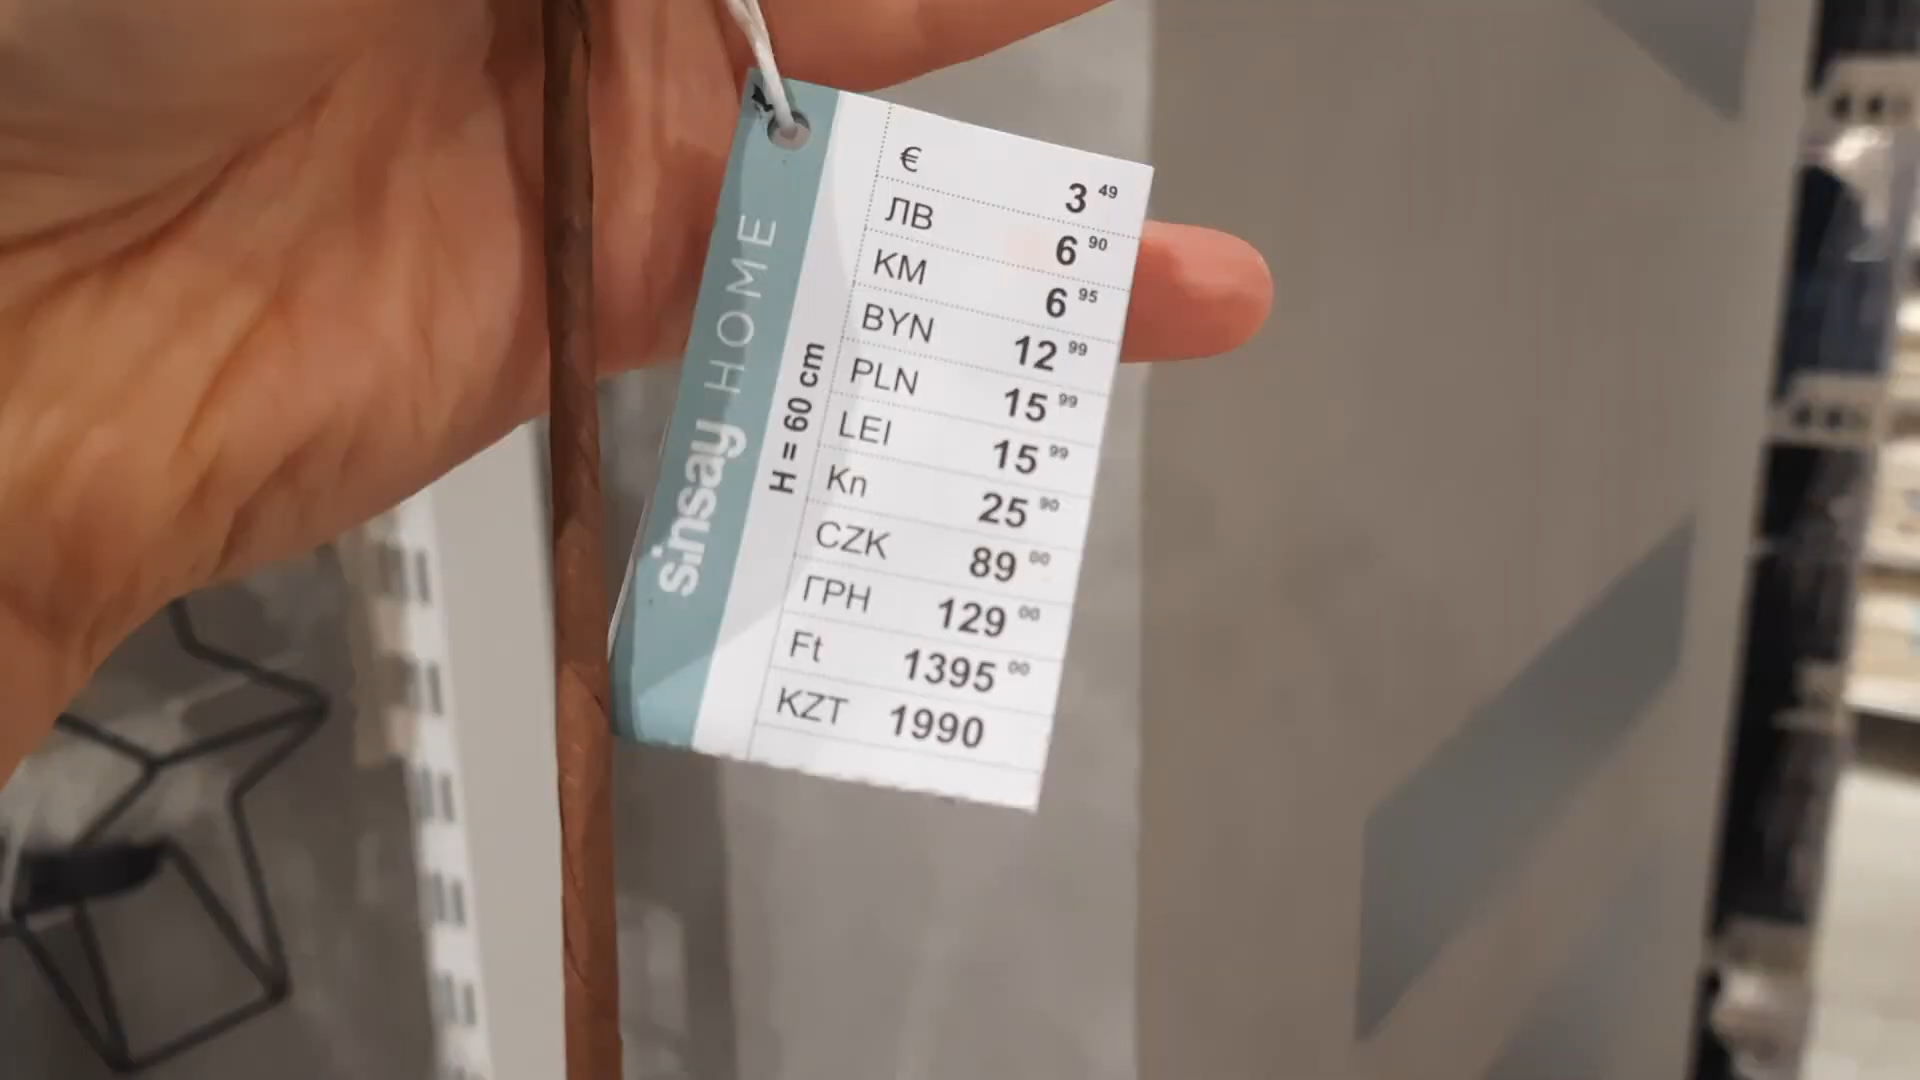 sinsay HOME
H = 60 cm
€ 3 49
ЛВ 6 90
KM 6 95
BYN 12 99
PLN 15 99
LEI 15 99
Kn 25 90
CZK 89 00
ГРН 129 00
Ft 1395 00
KZT 1990